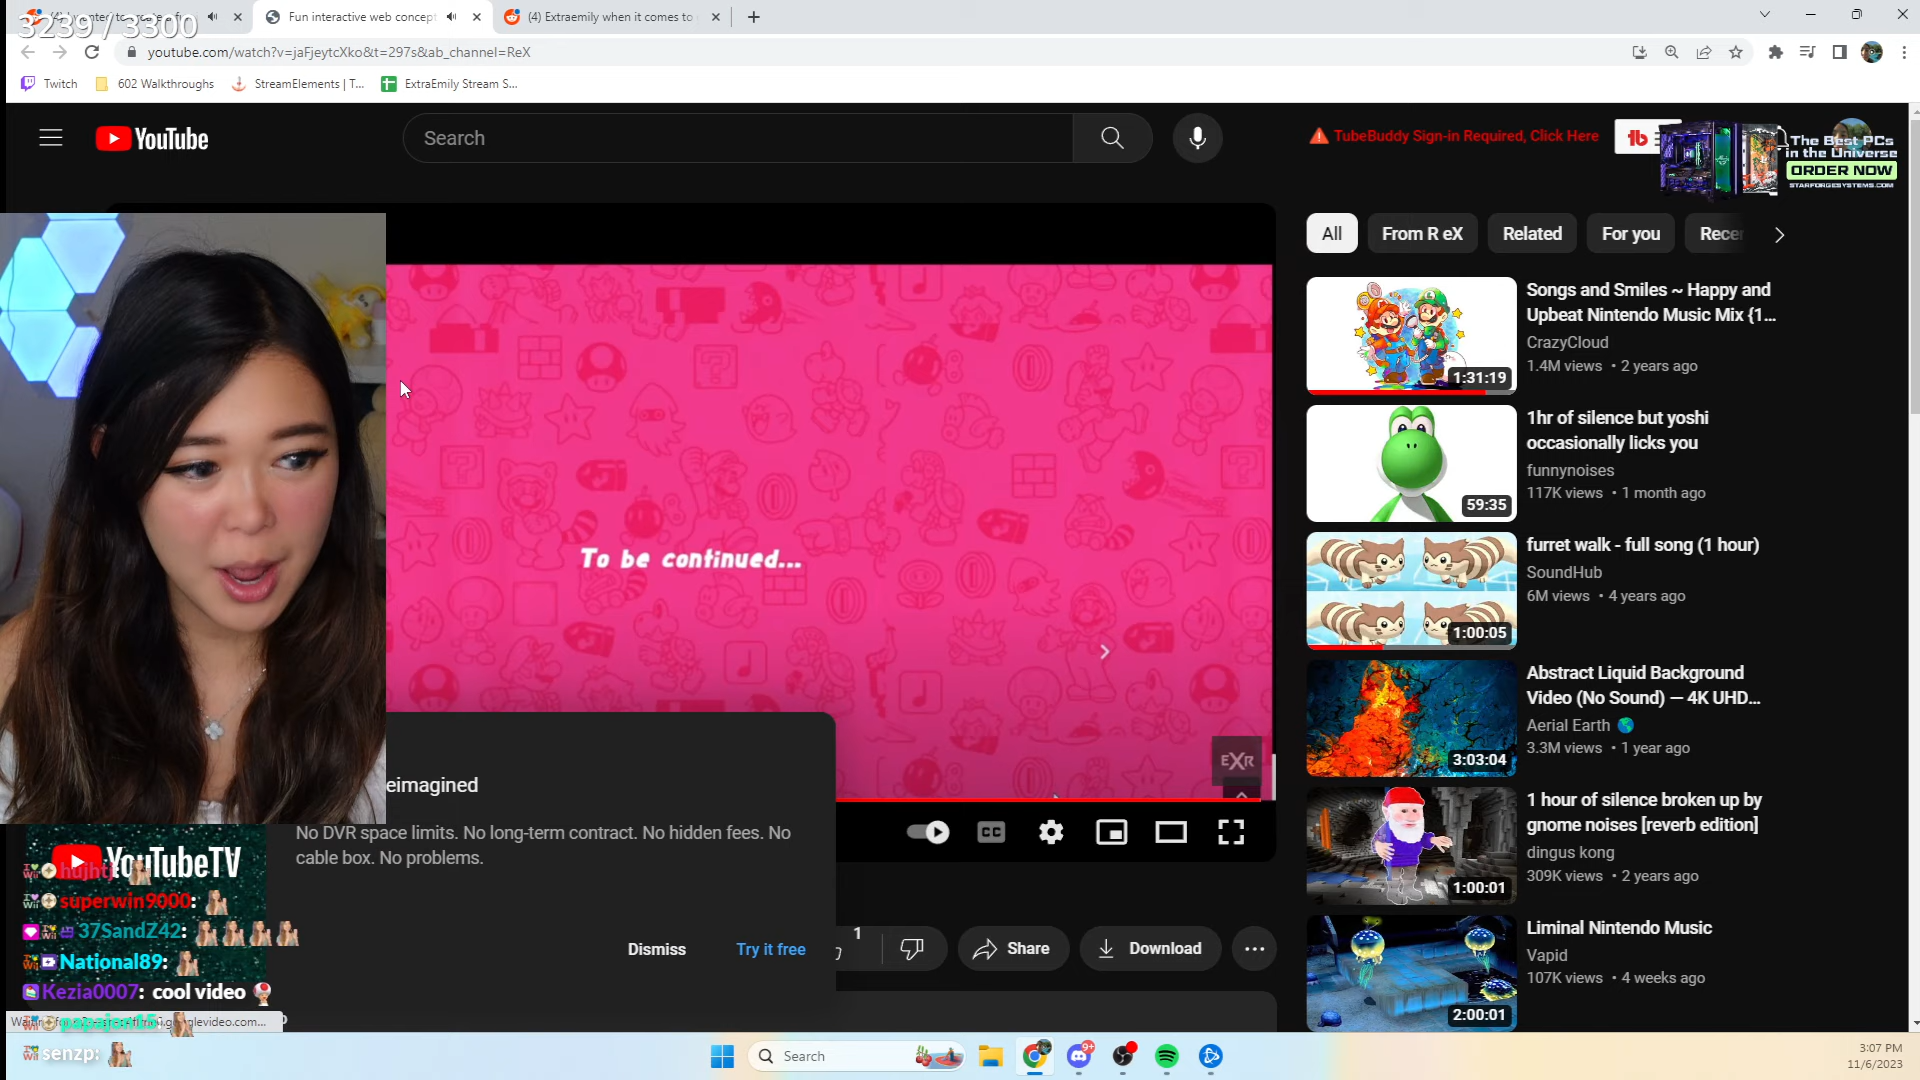 3239 / 3300
Fun interactive web concept
(4) Extraemily when it comes to
youtube.com/watch?v=jaFjeytcXko&t=297s&ab_channel=ReX
Twitch
602 Walkthroughs
StreamElements | T...
ExtraEmily Stream S...
YouTube
Search
TubeBuddy Sign-in Required, Click Here
tb
The Best PCs
in the Universe
ORDER NOW
STARFORGESYSTEMS.COM
All
From R eX
Related
For you
Recen
Songs and Smiles ~ Happy and
Upbeat Nintendo Music Mix {1...
CrazyCloud
1.4M views • 2 years ago
1:31:19
1hr of silence but yoshi
occasionally licks you
funnynoises
117K views • 1 month ago
59:35
furret walk - full song (1 hour)
SoundHub
6M views • 4 years ago
1:00:05
Abstract Liquid Background
Video (No Sound) — 4K UHD...
Aerial Earth
3.3M views • 1 year ago
3:03:04
1 hour of silence broken up by
gnome noises [reverb edition]
dingus kong
309K views • 2 years ago
1:00:01
Liminal Nintendo Music
Vapid
107K views • 4 weeks ago
2:00:01
To be continued...
EXR
CC
eimagined
No DVR space limits. No long-term contract. No hidden fees. No
cable box. No problems.
Dismiss
Try it free
1
Share
Download
YouTubeTV
hujhtj
superwin9000:
37SandZ42:
National89:
Kezia0007: cool video
senzp:
Search
9+
3:07 PM
11/6/2023